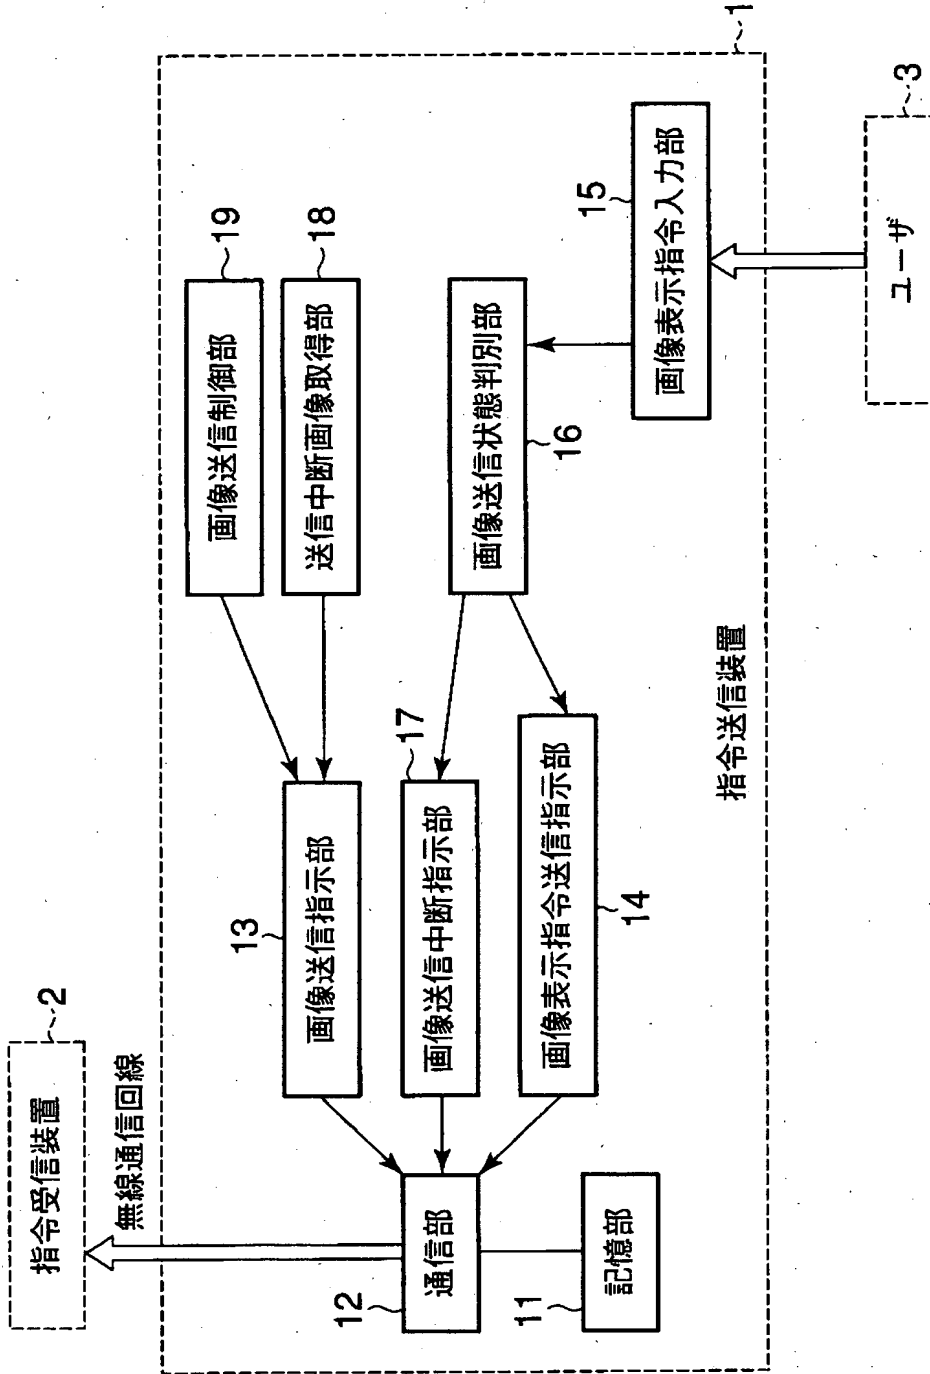 指令受信装置
2
無線通信回線
通信部
12
記憶部
11
画像送信指示部
13
画像送信中断指示部
17
画像表示指令送信指示部
14
画像送信制御部
19
送信中断画像取得部
18
画像送信状態判別部
16
画像表示指令入力部
15
指令送信装置
1
ユーザ
3